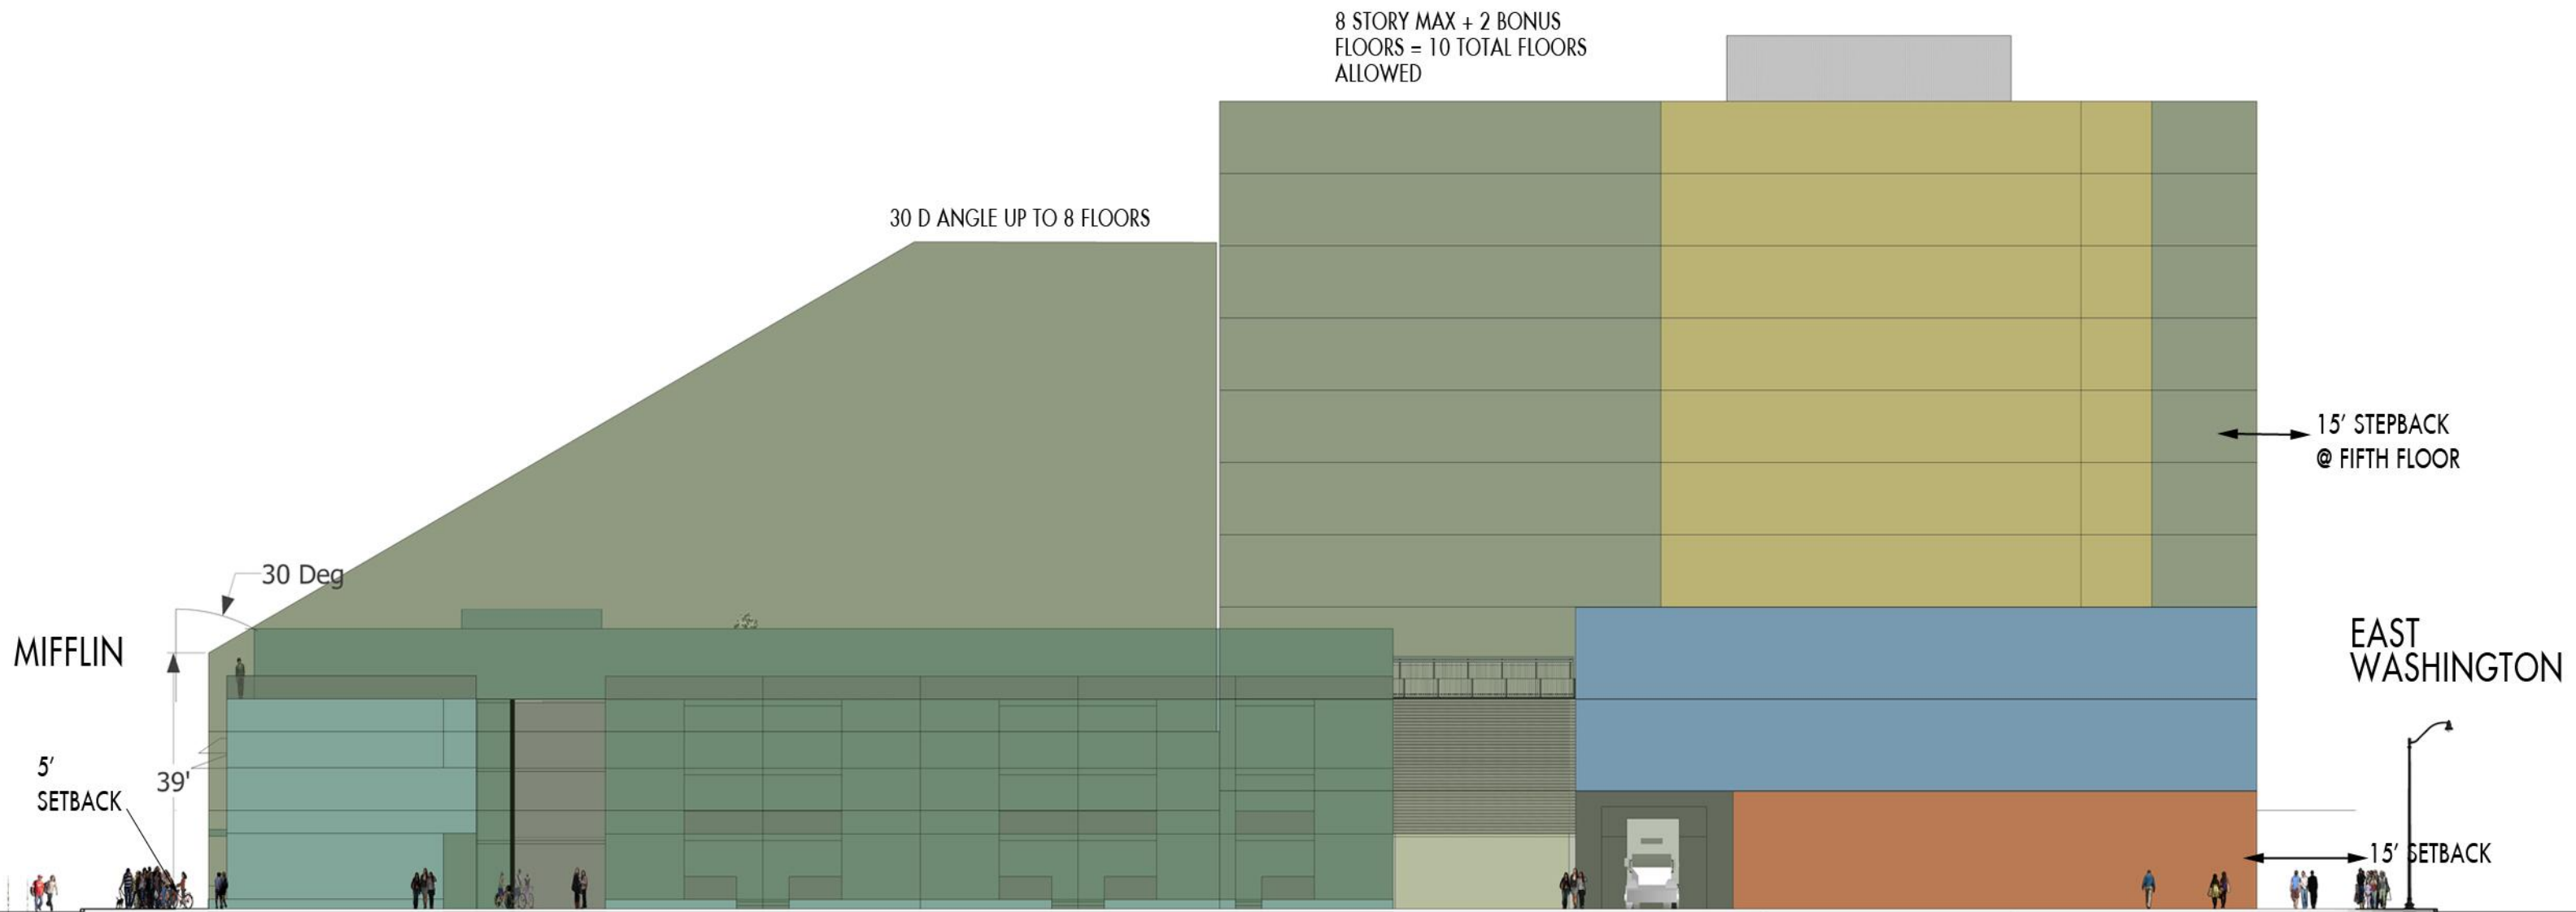 8 STORY MAX + 2 BONUS
FLOORS = 10 TOTAL FLOORS
ALLOWED
30 D ANGLE UP TO 8 FLOORS
15' STEPBACK
@ FIFTH FLOOR
30 Deg
MIFFLIN
EAST
WASHINGTON
5'
SETBACK
39'
15' SETBACK